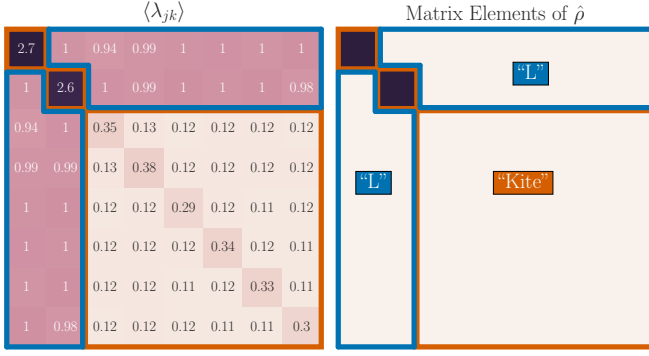 ⟨λ_{jk}⟩
2.7 1 0.94 0.99 1 1 1 1
1 2.6 1 0.99 1 1 1 0.98
0.94 1 0.35 0.13 0.12 0.12 0.12 0.12
0.99 0.99 0.13 0.38 0.12 0.12 0.12 0.12
1 1 0.12 0.12 0.29 0.12 0.11 0.12
1 1 0.12 0.12 0.12 0.34 0.12 0.11
1 1 0.12 0.12 0.11 0.12 0.33 0.11
1 0.98 0.12 0.12 0.12 0.11 0.11 0.3
Matrix Elements of ρ̂
“L”
“L” “Kite”